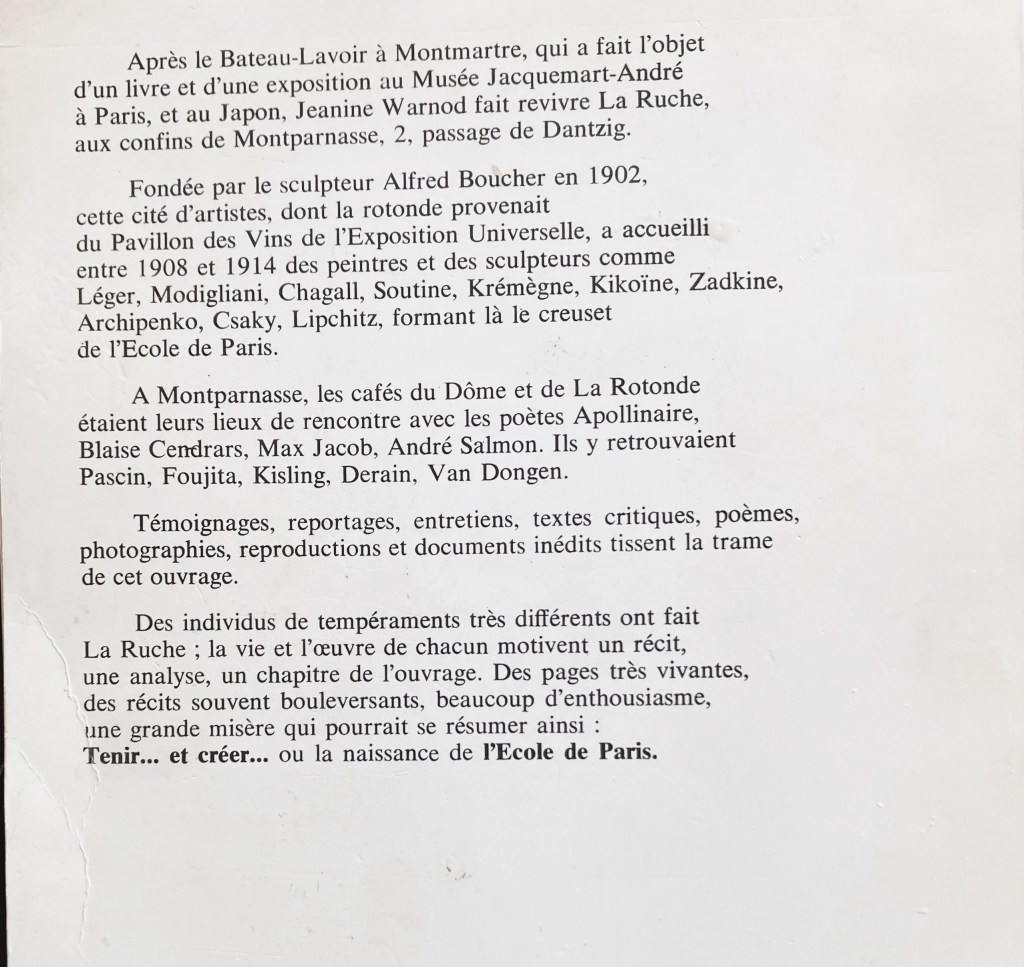 Après le Bateau-Lavoir à Montmartre, qui a fait l'objet
d'un livre et d'une exposition au Musée Jacquemart-André
à Paris, et au Japon, Jeanine Warnod fait revivre La Ruche,
aux confins de Montparnasse, 2, passage de Dantzig.
Fondée par le sculpteur Alfred Boucher en 1902,
cette cité d'artistes, dont la rotonde provenait
du Pavillon des Vins de l'Exposition Universelle, a accueilli
entre 1908 et 1914 des peintres et des sculpteurs comme
Léger, Modigliani, Chagall, Soutine, Krémègne, Kikoïne, Zadkine,
Archipenko, Csaky, Lipchitz, formant là le creuset
de l'Ecole de Paris.
A Montparnasse, les cafés du Dôme et de La Rotonde
étaient leurs lieux de rencontre avec les poètes Apollinaire,
Blaise Cendrars, Max Jacob, André Salmon. Ils y retrouvaient
Pascin, Foujita, Kisling, Derain, Van Dongen.
Témoignages, reportages, entretiens, textes critiques, poèmes,
photographies, reproductions et documents inédits tissent la trame
de cet ouvrage.
Des individus de tempéraments très différents ont fait
La Ruche ; la vie et l'œuvre de chacun motivent un récit,
une analyse, un chapitre de l'ouvrage. Des pages très vivantes,
des récits souvent bouleversants, beaucoup d'enthousiasme,
une grande misère qui pourrait se résumer ainsi :
Tenir... et créer... ou la naissance de l'Ecole de Paris.